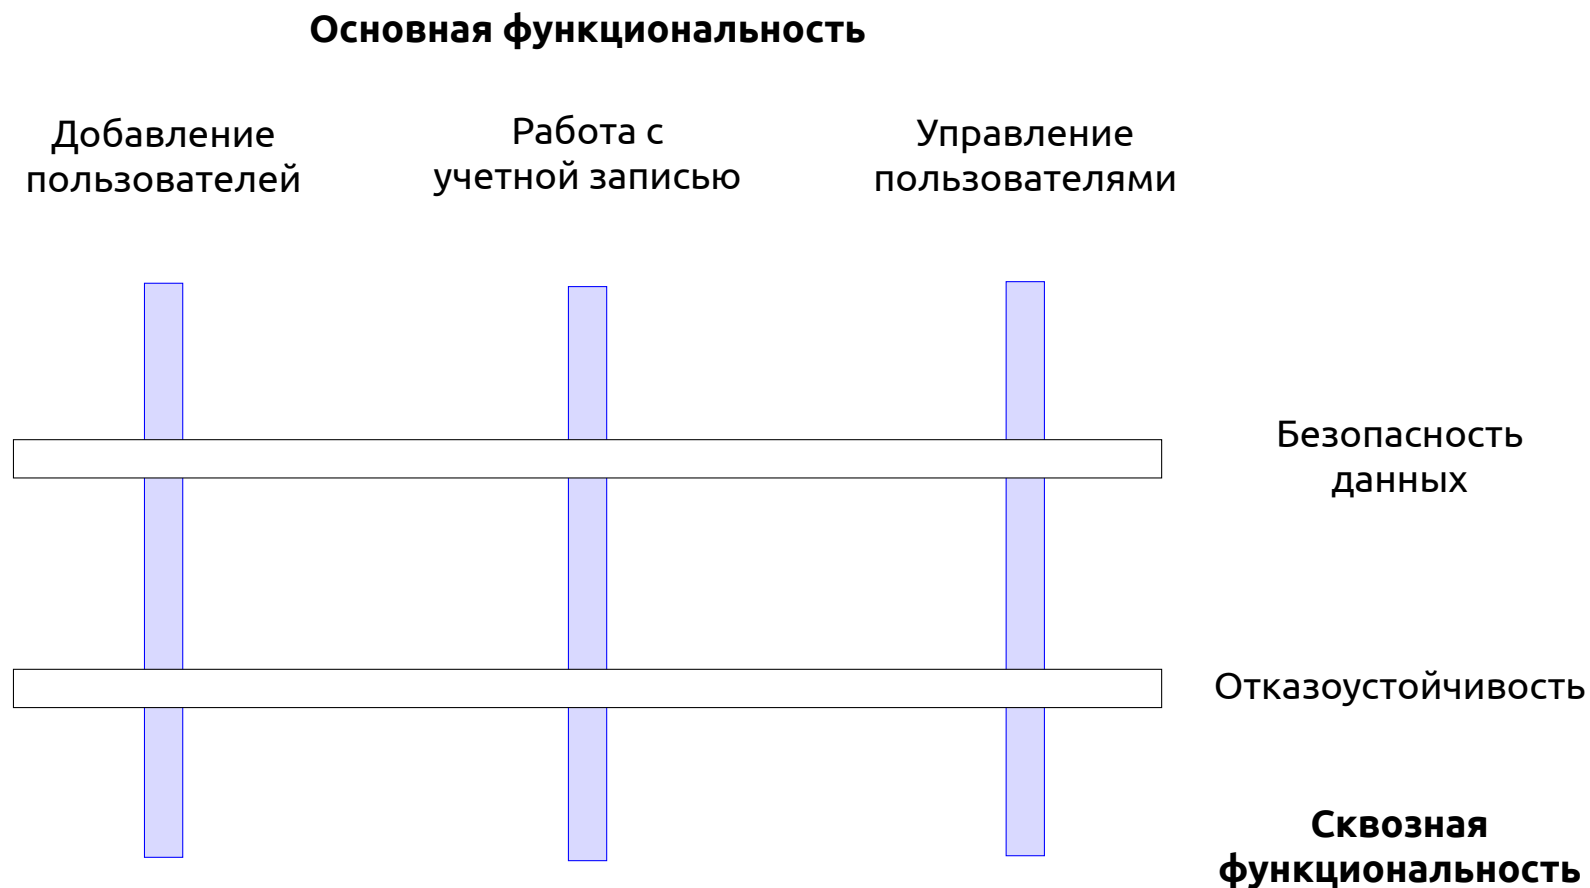 Основная функциональность
Добавление
пользователей
Работа с
учетной записью
Управление
пользователями
Безопасность
данных
Отказоустойчивость
Сквозная
функциональность